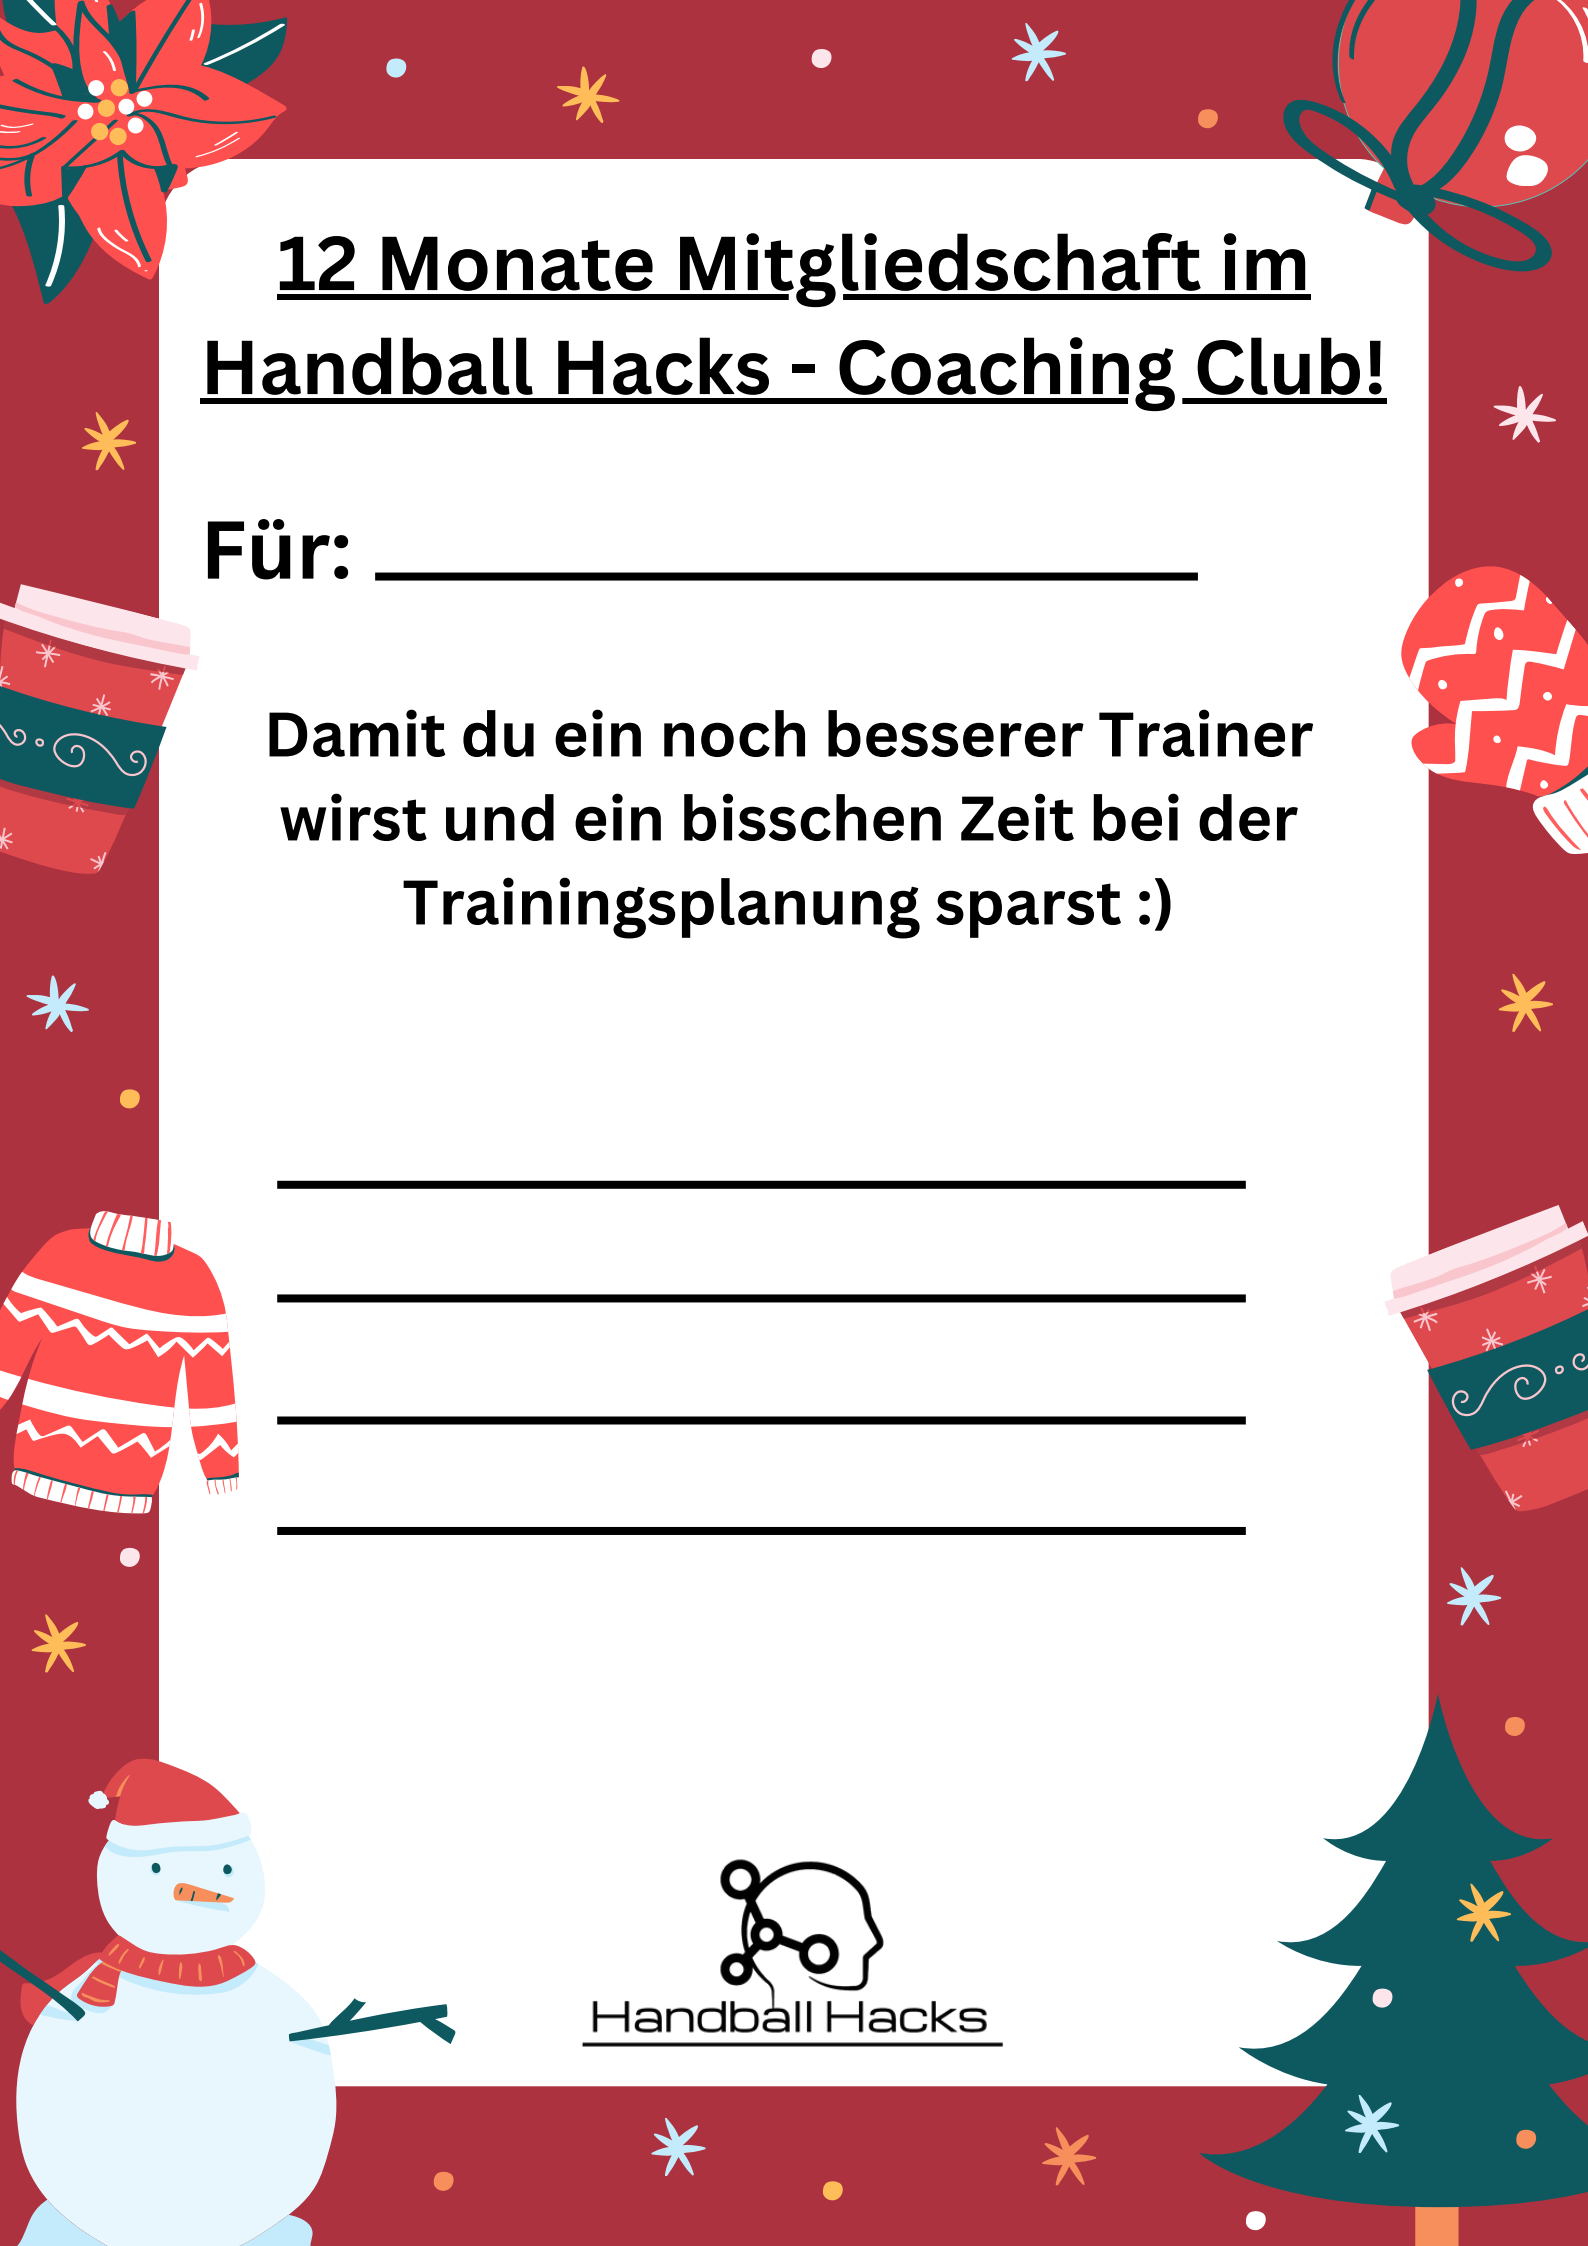 12 Monate Mitgliedschaft im
Handball Hacks - Coaching Club!
Für:
Damit du ein noch besserer Trainer
wirst und ein bisschen Zeit bei der
Trainingsplanung sparst :)
Handball Hacks